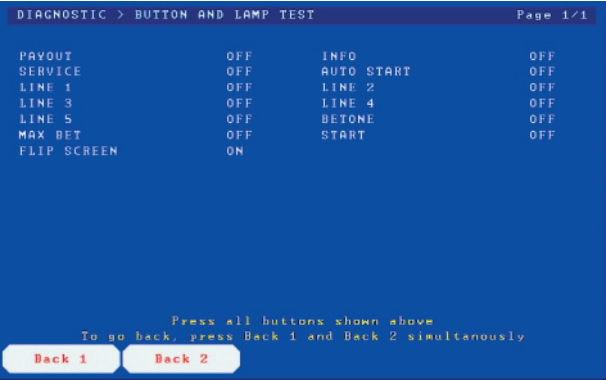 DIAGNOSTIC > BUTTON AND LAMP TEST Page 1/1
PAYOUT OFF INFO OFF
SERVICE OFF AUTO START OFF
LINE 1 OFF LINE 2 OFF
LINE 3 OFF LINE 4 OFF
LINE 5 OFF BETONE OFF
MAX BET OFF START OFF
FLIP SCREEN ON
Press all buttons shown above
To go back, press Back 1 and Back 2 simultanously
Back 1 Back 2